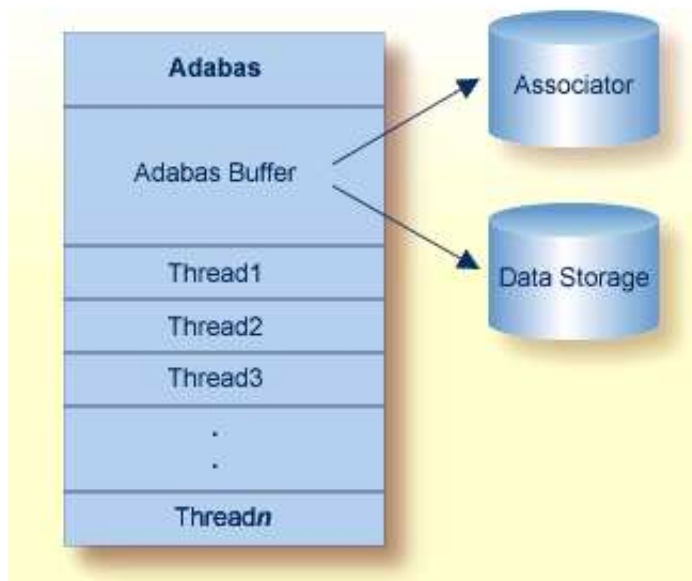 Adabas
Adabas Buffer
Thread1
Thread2
Thread3
.
.
Threadn
Associator
Data Storage